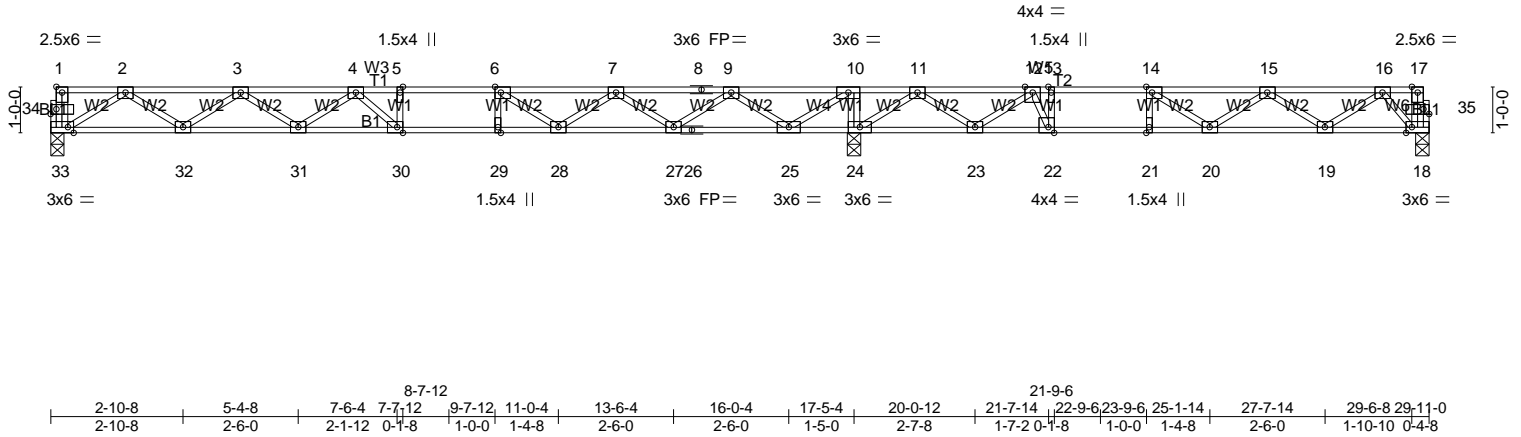 4x4 =
2.5x6 = 1.5x4 || 3x6 FP= 3x6 = 1.5x4 || 2.5x6 =
1 2 3 4 W3 5 6 7 8 9 10 11 13 14 15 16 17
T1 T2
1-0-0 34 W2 W2 W2 W2 W2 W1 W1 W2 W2 W2 W2 W2 W4 W1 W2 W2 W2 W1 W1 W2 W2 W2 W2 35 1-0-0
B1
33 32 31 30 29 28 27 26 25 24 23 22 21 20 19 18
3x6 = 1.5x4 || 3x6 FP= 3x6 = 3x6 = 4x4 = 1.5x4 || 3x6 =
8-7-12 21-9-6
2-10-8 5-4-8 7-6-4 7-7-12 9-7-12 11-0-4 13-6-4 16-0-4 17-5-4 20-0-12 21-7-14 22-9-6 23-9-6 25-1-14 27-7-14 29-6-8 29-11-0
2-10-8 2-6-0 2-1-12 0-1-8 1-0-0 1-4-8 2-6-0 2-6-0 1-5-0 2-7-8 1-7-2 0-1-8 1-0-0 1-4-8 2-6-0 1-10-10 0-4-8